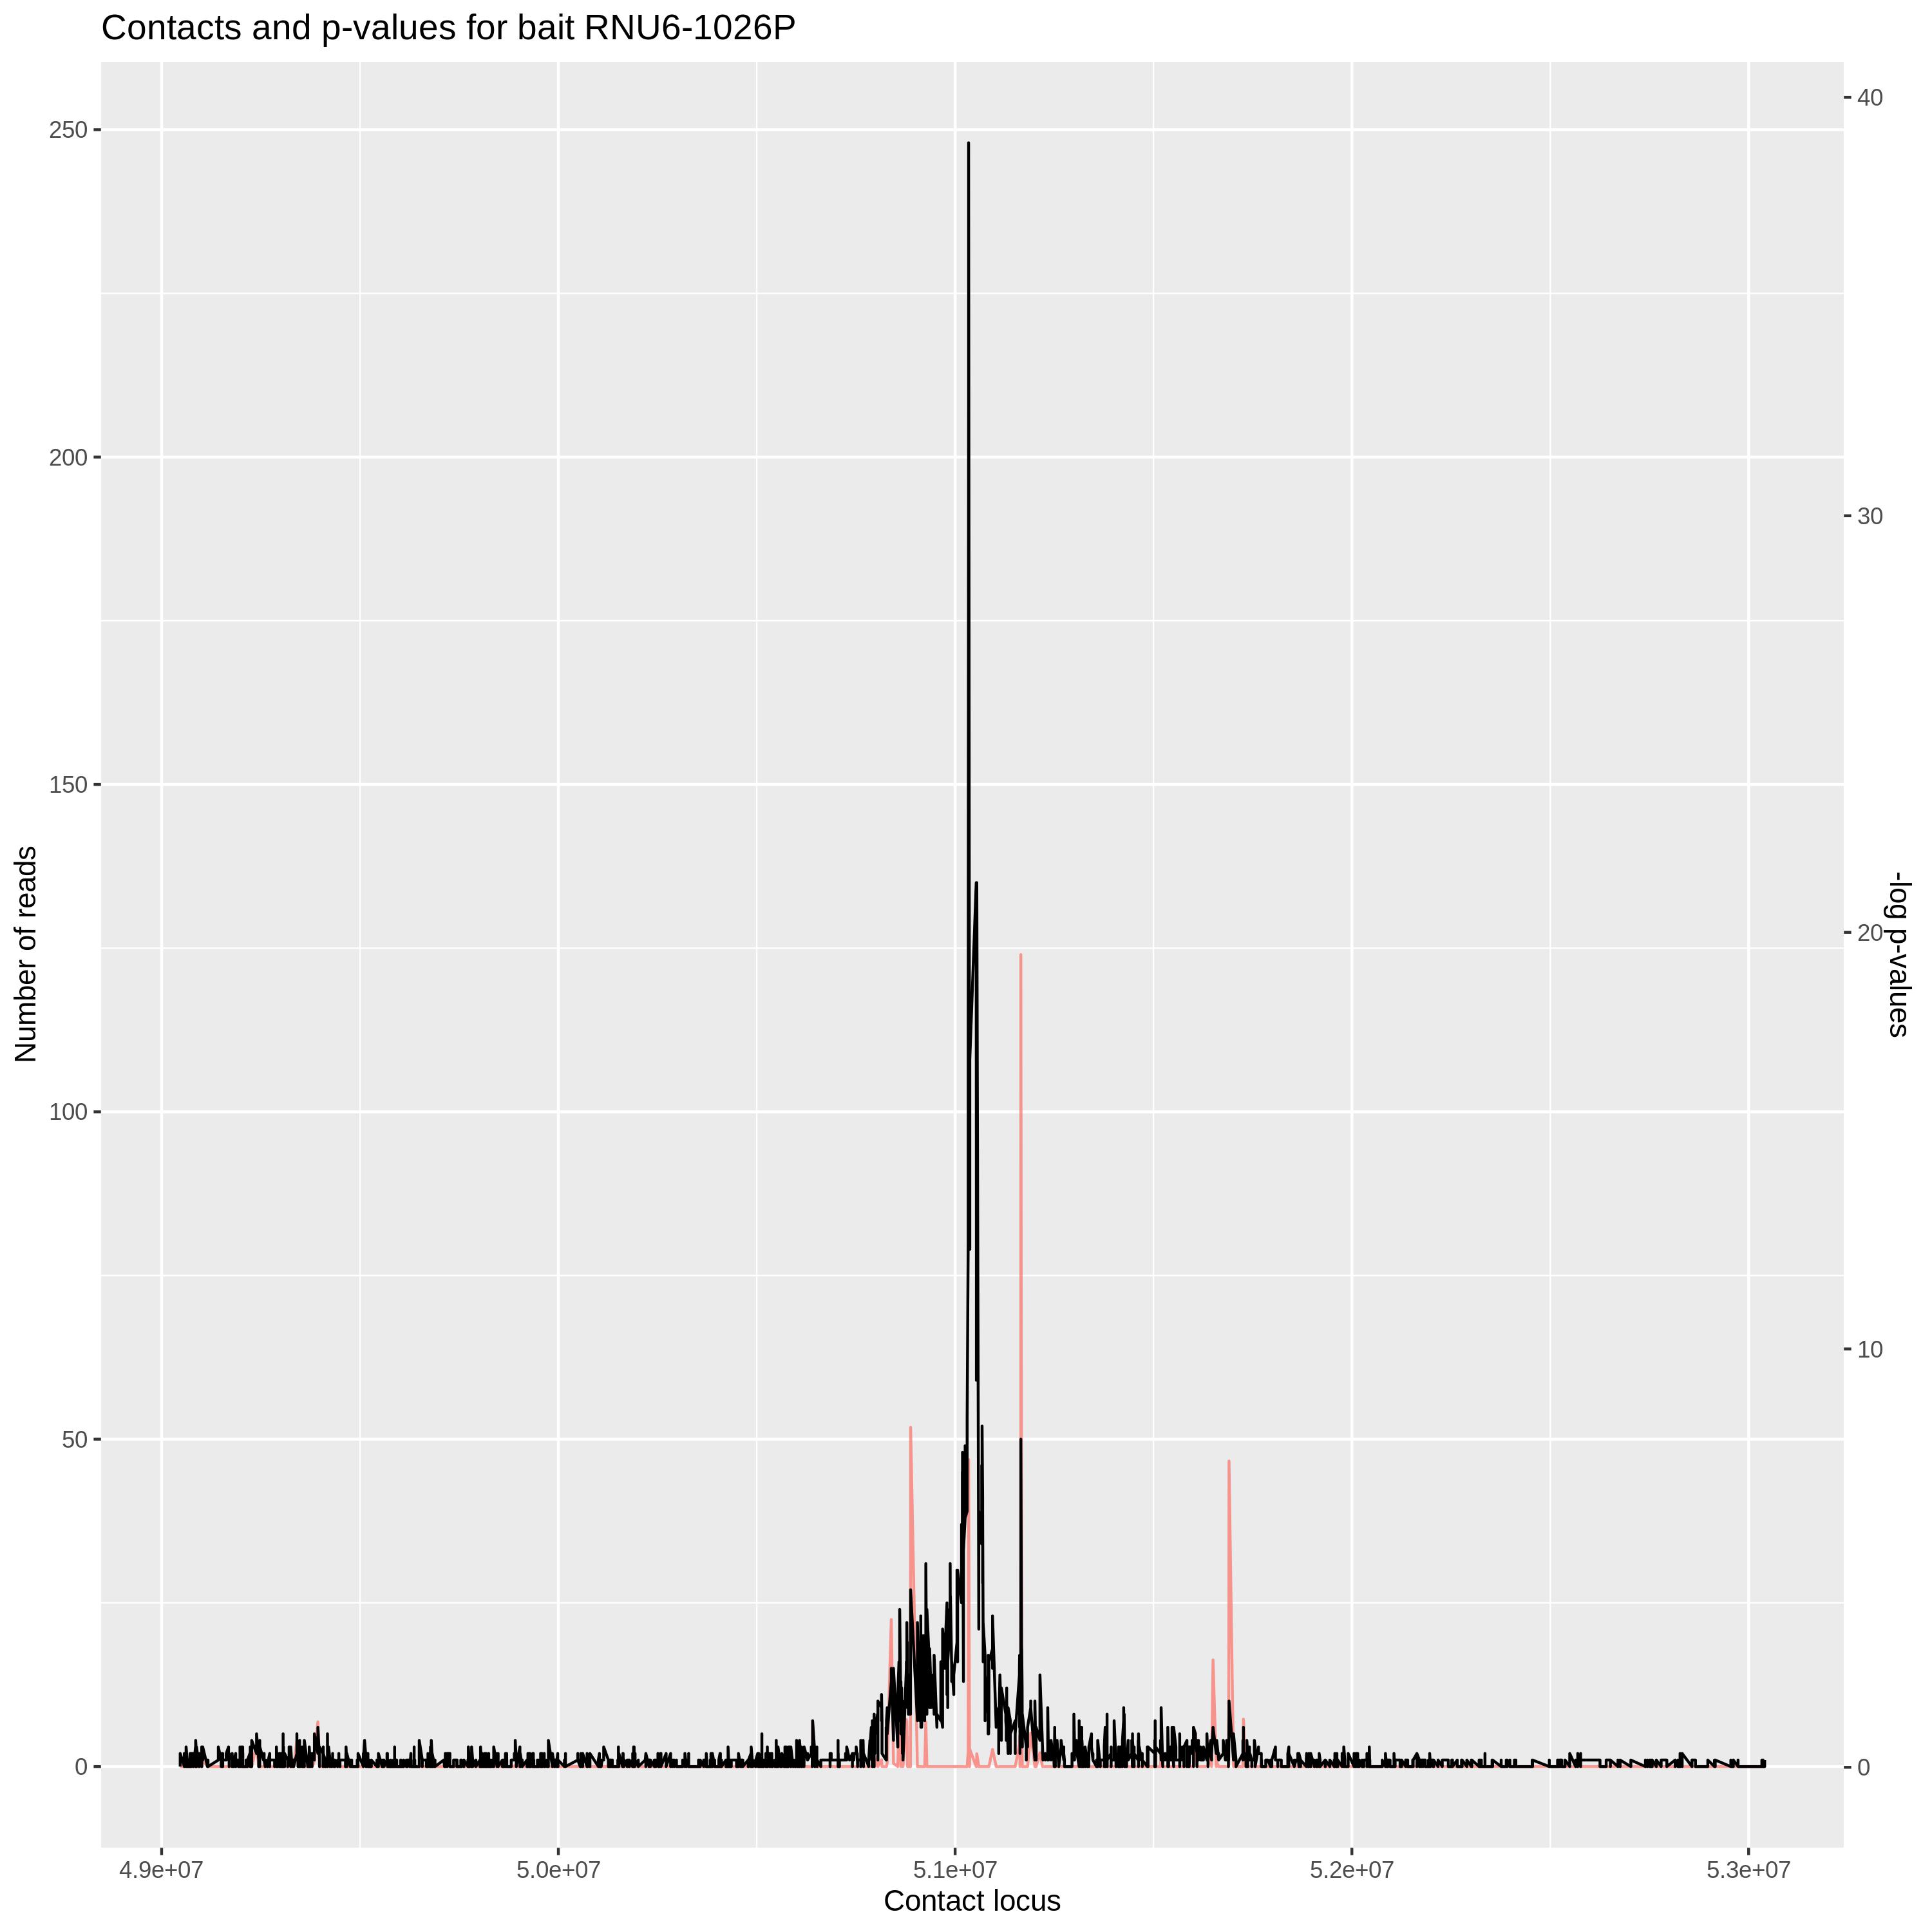 Contacts and p-values for bait RNU6-1026P
250
200
150
100
50
0
Number of reads
40
30
20
10
0
-log p-values
4.9e+07
5.0e+07
5.1e+07
5.2e+07
5.3e+07
Contact locus